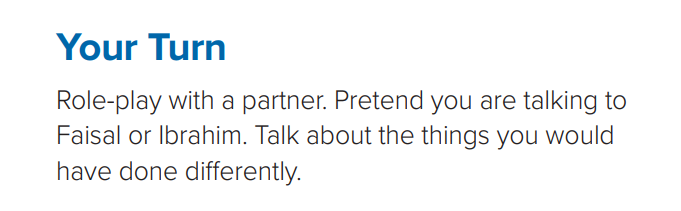 Your Turn
Role-play with a partner. Pretend you are talking to
Faisal or Ibrahim. Talk about the things you would
have done differently.